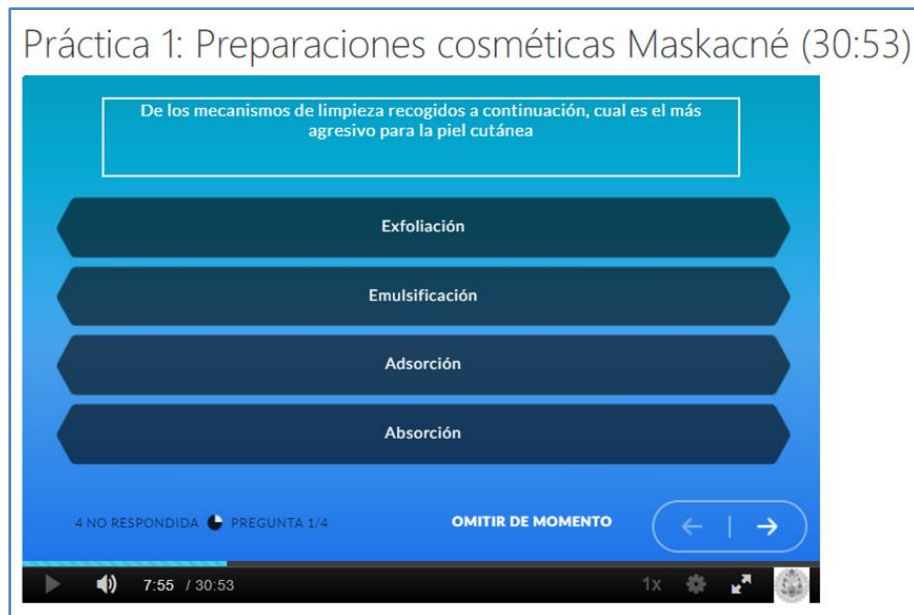 Práctica 1: Preparaciones cosméticas Maskacné (30:53)
De los mecanismos de limpieza recogidos a continuación, cual es el más
agresivo para la piel cutánea
Exfoliación
Emulsificación
Adsorción
Absorción
4 NO RESPONDIDA PREGUNTA 1/4
OMITIR DE MOMENTO
7:55 / 30:53
1x